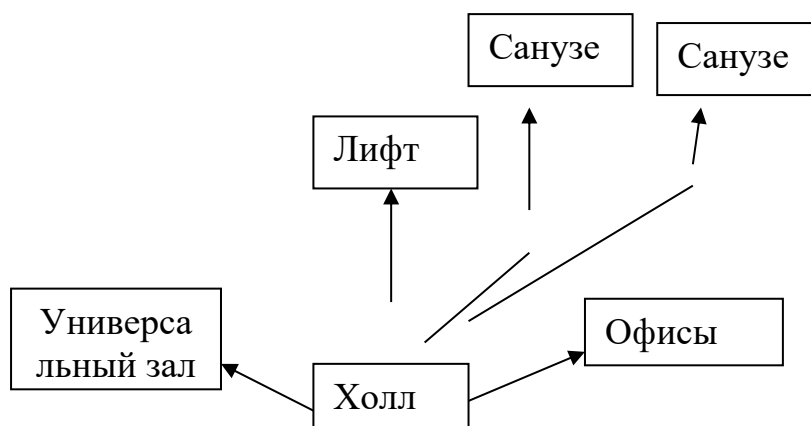 Санузе
Санузе
Лифт
Универса
льный зал
Офисы
Холл